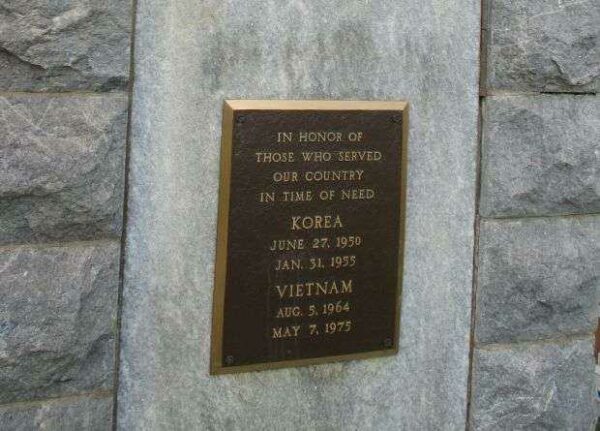 IN HONOR OF
THOSE WHO SERVED
OUR COUNTRY
IN TIME OF NEED
KOREA
JUNE 27, 1950
JAN. 31, 1955
VIETNAM
AUG. 5, 1964
MAY 7, 1975